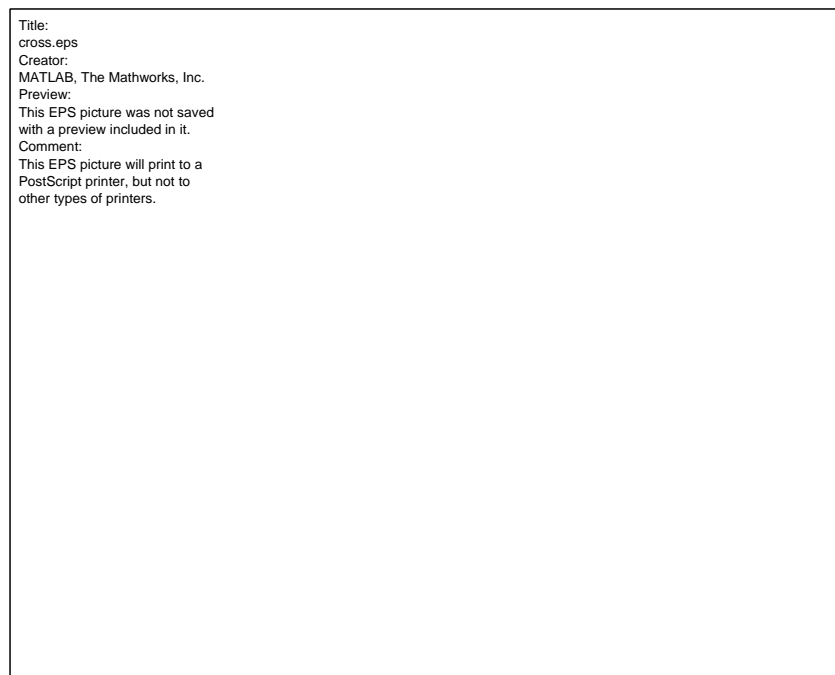 Title:
cross.eps
Creator:
MATLAB, The Mathworks, Inc.
Preview:
This EPS picture was not saved
with a preview included in it.
Comment:
This EPS picture will print to a
PostScript printer, but not to
other types of printers.